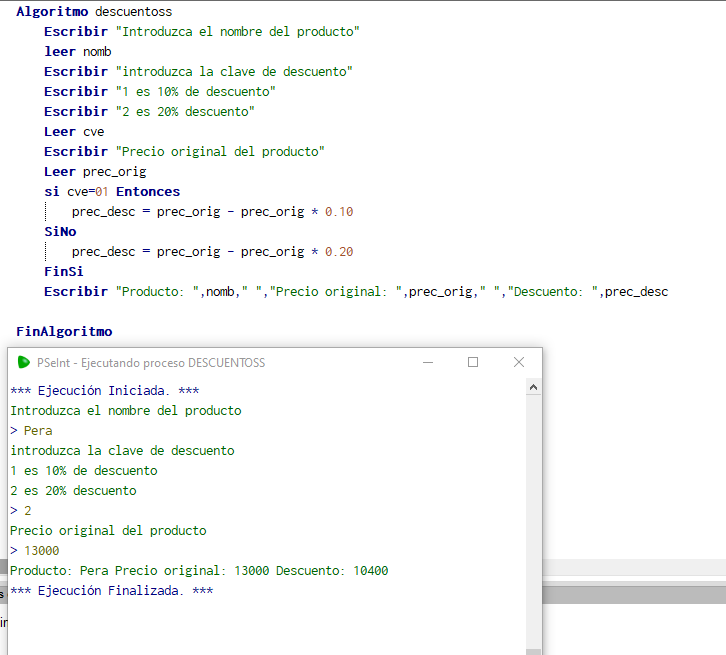 Algoritmo descuentoss
Escribir "Introduzca el nombre del producto"
leer nomb
Escribir "introduzca la clave de descuento"
Escribir "1 es 10% de descuento"
Escribir "2 es 20% descuento"
Leer cve
Escribir "Precio original del producto"
Leer prec_orig
si cve=01 Entonces
prec_desc = prec_orig - prec_orig * 0.10
SiNo
prec_desc = prec_orig - prec_orig * 0.20
FinSi
Escribir "Producto: ",nomb," ","Precio original: ",prec_orig," ","Descuento: ",prec_desc
FinAlgoritmo
PSeInt - Ejecutando proceso DESCUENTOSS
*** Ejecución Iniciada. ***
Introduzca el nombre del producto
> Pera
introduzca la clave de descuento
1 es 10% de descuento
2 es 20% descuento
> 2
Precio original del producto
> 13000
Producto: Pera Precio original: 13000 Descuento: 10400
*** Ejecución Finalizada. ***